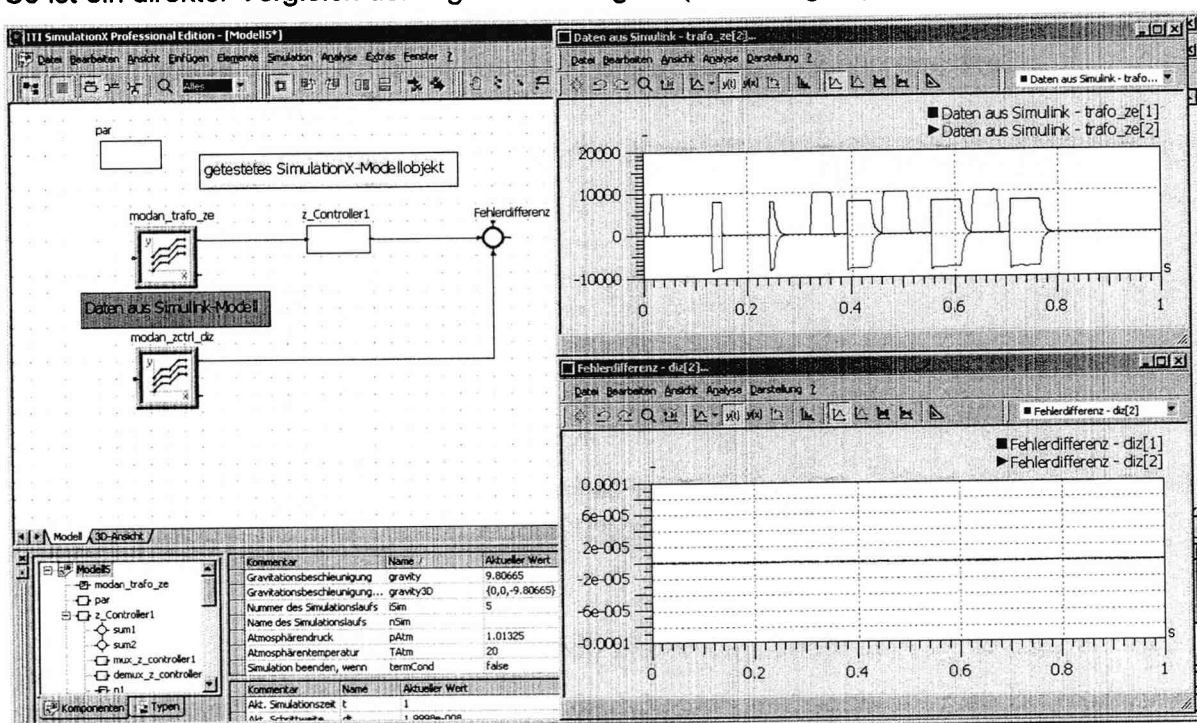 ITI SimulationX Professional Edition - [Modell5*]
Datei Bearbeiten Ansicht Einfügen Elemente Simulation Analyse Extras Fenster ?
Alles
par
getestetes SimulationX-Modellobjekt
modan_trafo_ze
z_Controller1
Fehlerdifferenz
y
x
Daten aus Simulink-Modell
modan_zctrl_diz
y
x
Modell 3D-Ansicht
Modell5
modan_trafo_ze
par
z_Controller1
sum1
sum2
mux_z_controller1
demux_z_controller
n1
Komponenten Typen
Kommentar Name Aktueller Wert
Gravitationsbeschleunigung gravity 9.80665
Gravitationsbeschleunigung... gravity3D {0,0,-9.80665}
Nummer des Simulationslaufs iSim 5
Name des Simulationslaufs nSim
Atmosphärendruck pAtm 1.01325
Atmosphärentemperatur TAtm 20
Simulation beenden, wenn termCond false
Kommentar Name Aktueller Wert
Akt. Simulationszeit t 1
Akt. Schrittweite dt 1.9998e-008
Daten aus Simulink - trafo_ze[2]...
Datei Bearbeiten Ansicht Analyse Darstellung ?
y(t) y(x)
Daten aus Simulink - trafo...
Daten aus Simulink - trafo_ze[1]
Daten aus Simulink - trafo_ze[2]
20000
10000
0
-10000
s
0 0.2 0.4 0.6 0.8 1
Fehlerdifferenz - diz[2]...
Datei Bearbeiten Ansicht Analyse Darstellung ?
y(t) y(x)
Fehlerdifferenz - diz[2]
Fehlerdifferenz - diz[1]
Fehlerdifferenz - diz[2]
0.0001
6e-005
2e-005
-2e-005
-6e-005
-0.0001
s
0 0.2 0.4 0.6 0.8 1